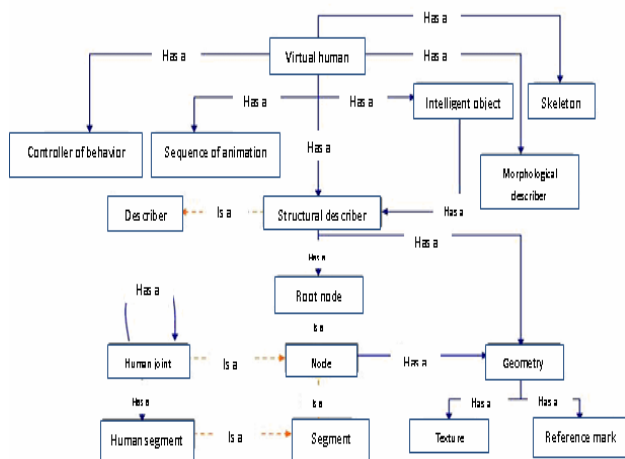 Has a
Has a
Virtual human
Has a
Has a
Has a
Intelligent object
Skeleton
Controller of behavior
Sequence of animation
Has a
Morphological
describer
Describer
Is a
Structural describer
Has a
Has a
Has a
Has a
Root node
Is a
Human joint
Is a
Node
Has a
Geometry
Has a
Is a
Has a
Has a
Human segment
Is a
Segment
Texture
Reference mark